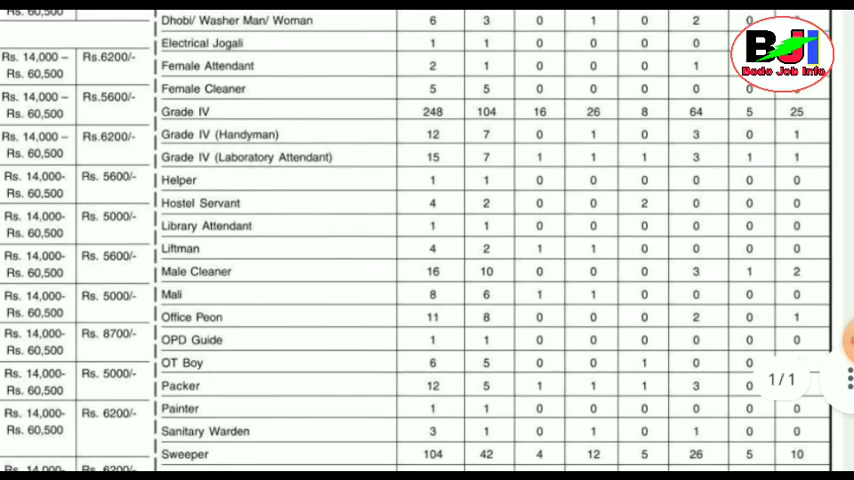 Rs. 60,500
Rs. 14,000 – Rs.6200/-
Rs. 60,500
Rs. 14,000 – Rs.5600/-
Rs. 60,500
Rs. 14,000 – Rs.6200/-
Rs. 60,500
Rs. 14,000- Rs. 5600/-
Rs. 60,500
Rs. 14,000- Rs. 5000/-
Rs. 60,500
Rs. 14,000- Rs. 5600/-
Rs. 60,500
Rs. 14,000- Rs. 5000/-
Rs. 60,500
Rs. 14,000- Rs. 8700/-
Rs. 60,500
Rs. 14,000- Rs. 5000/-
Rs. 60,500
Rs. 14,000- Rs. 6200/-
Rs. 60,500
Rs. 14,000- Rs. 6200/-
Dhobi/ Washer Man/ Woman 6 3 0 1 0 2 0
Electrical Jogali 1 1 0 0 0 0
Female Attendant 2 1 0 0 0 1
Female Cleaner 5 5 0 0 0 0 0
Grade IV 248 104 16 26 8 64 5 25
Grade IV (Handyman) 12 7 0 1 0 3 0 1
Grade IV (Laboratory Attendant) 15 7 1 1 1 3 1 1
Helper 1 1 0 0 0 0 0 0
Hostel Servant 4 2 0 0 2 0 0 0
Library Attendant 1 1 0 0 0 0 0 0
Liftman 4 2 1 1 0 0 0 0
Male Cleaner 16 10 0 0 0 3 1 2
Mali 8 6 1 1 0 0 0 0
Office Peon 11 8 0 0 0 2 0 1
OPD Guide 1 1 0 0 0 0 0 0
OT Boy 6 5 0 0 1 0 0
Packer 12 5 1 1 1 3 0
Painter 1 1 0 0 0 0 0 0
Sanitary Warden 3 1 0 1 0 1 0 0
Sweeper 104 42 4 12 5 26 5 10
BJI
Bodo Job Info
1/1